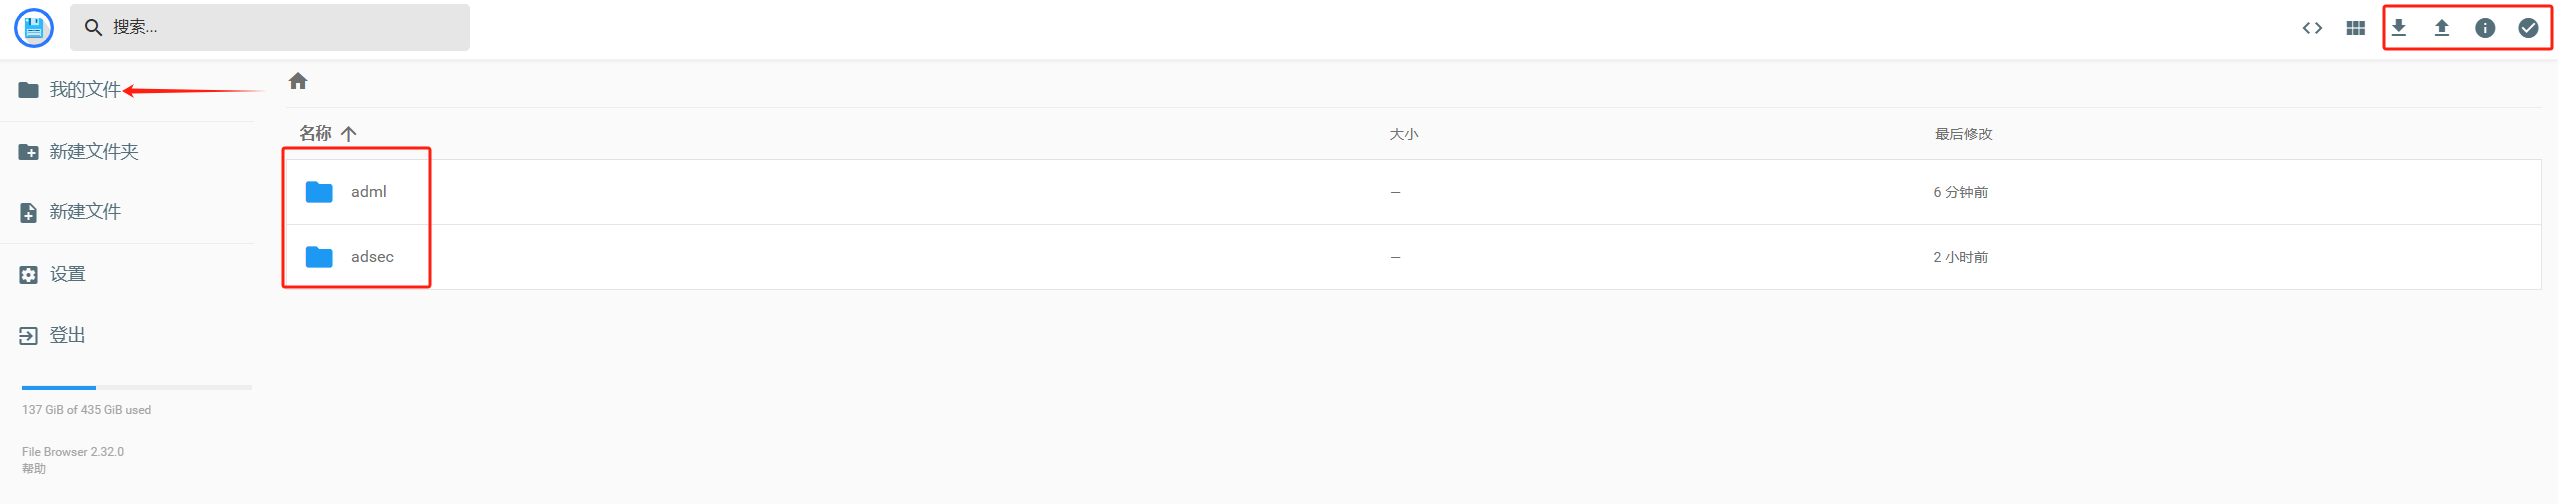 搜索...
我的文件
新建文件夹
新建文件
设置
登出
137 GiB of 435 GiB used
File Browser 2.32.0
帮助
名称 大小 最后修改
adml — 6 分钟前
adsec — 2 小时前